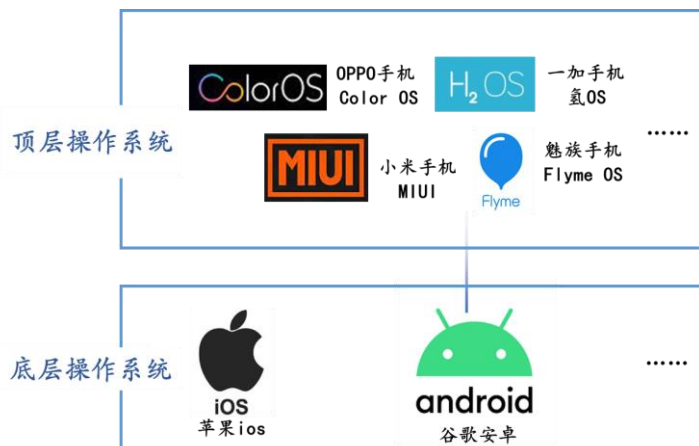 ColorOS
OPPO手机
Color OS
H2OS
一加手机
氢OS
顶层操作系统
……
MIUI
小米手机
MIUI
Flyme
魅族手机
Flyme OS
底层操作系统
iOS
苹果ios
android
谷歌安卓
……